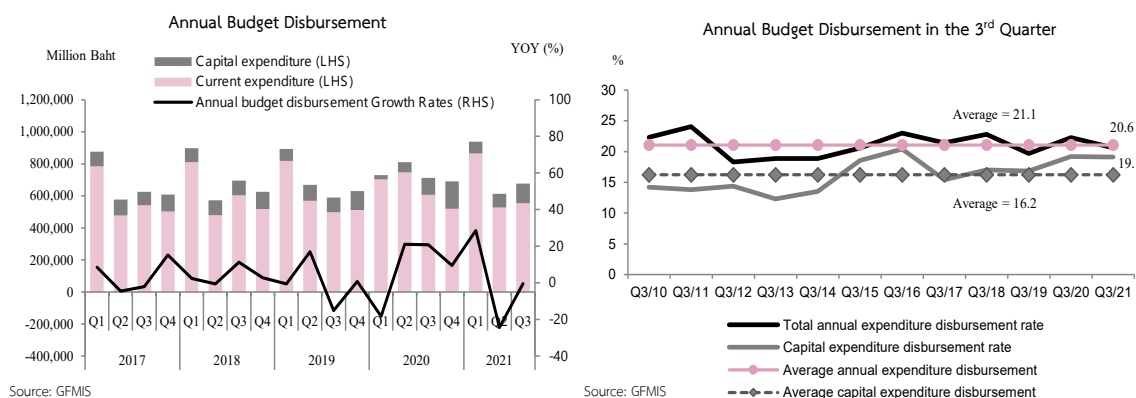 Annual Budget Disbursement
Million Baht
YOY (%)
Capital expenditure (LHS)
Current expenditure (LHS)
Annual budget disbursement Growth Rates (RHS)
1,200,000
1,000,000
800,000
600,000
400,000
200,000
0
-200,000
-400,000
100
80
60
40
20
0
-20
-40
Q1 Q2 Q3 Q4 Q1 Q2 Q3 Q4 Q1 Q2 Q3 Q4 Q1 Q2 Q3 Q4 Q1 Q2 Q3
2017 2018 2019 2020 2021
Source: GFMIS
Annual Budget Disbursement in the 3rd Quarter
%
30
25
20
15
10
5
0
Average = 21.1
20.6
19.
Average = 16.2
Q3/10 Q3/11 Q3/12 Q3/13 Q3/14 Q3/15 Q3/16 Q3/17 Q3/18 Q3/19 Q3/20 Q3/21
Total annual expenditure disbursement rate
Capital expenditure disbursement rate
Average annual expenditure disbursement
Average capital expenditure disbursement
Source: GFMIS